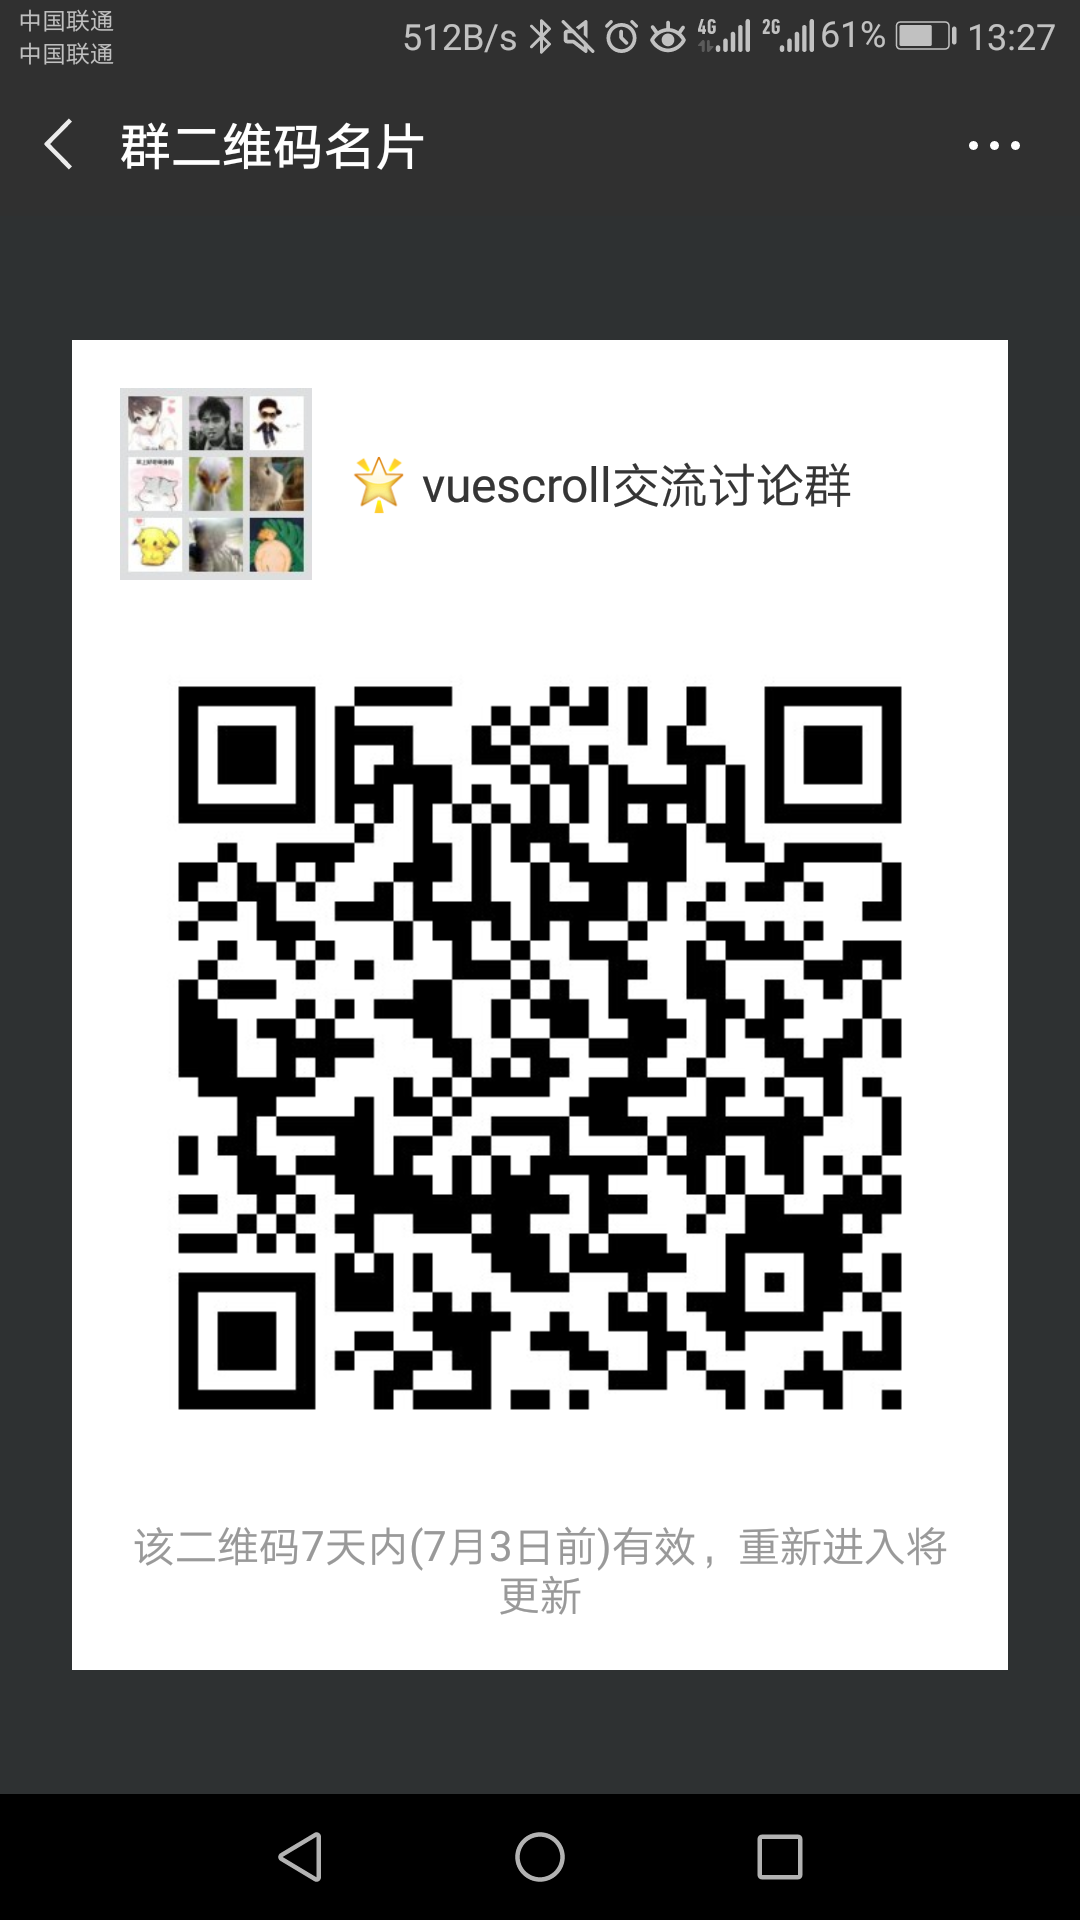 中国联通
中国联通
512B/s 4G 2G 61% 13:27
群二维码名片
🌟 vuescroll交流讨论群
该二维码7天内(7月3日前)有效，重新进入将
更新